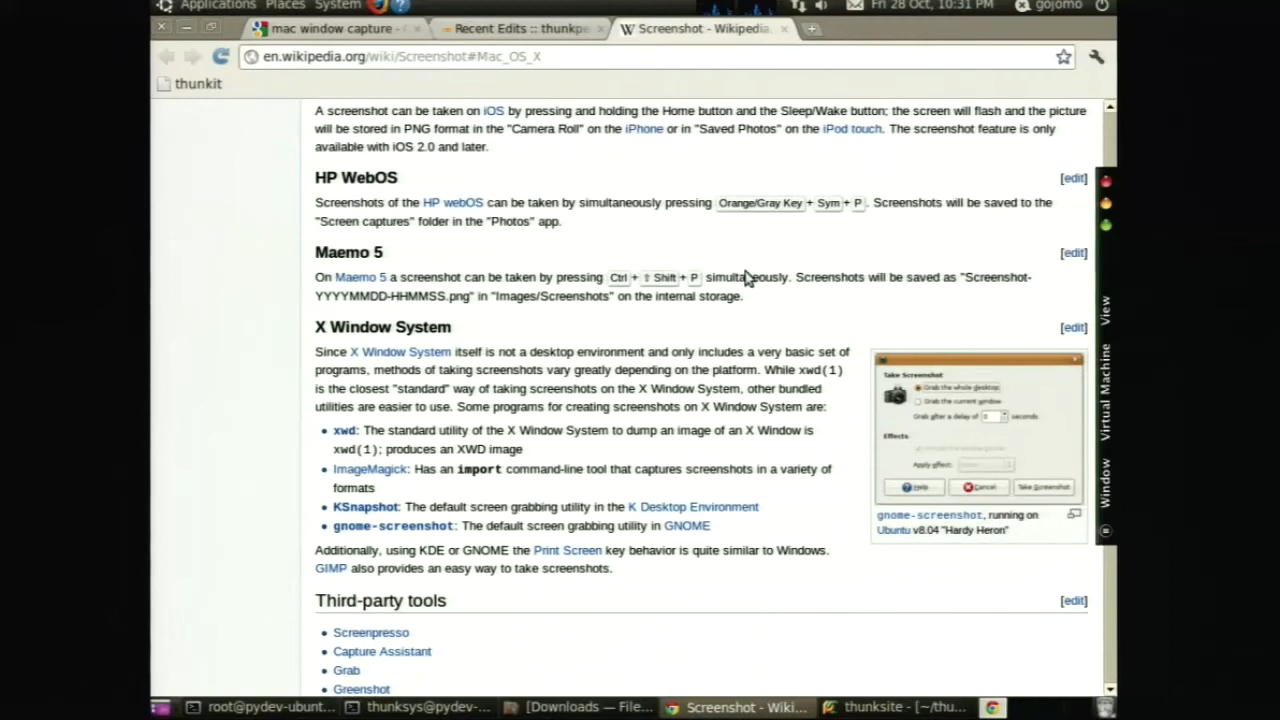 Applications Places System
Fri 28 Oct, 10:31 PM
gojomo
mac window capture -
Recent Edits :: thunkpe
Screenshot - Wikipedia,
en.wikipedia.org/wiki/Screenshot#Mac_OS_X
thunkit
A screenshot can be taken on iOS by pressing and holding the Home button and the Sleep/Wake button; the screen will flash and the picture
will be stored in PNG format in the "Camera Roll" on the iPhone or in "Saved Photos" on the iPod touch. The screenshot feature is only
available with iOS 2.0 and later.
HP WebOS [edit]
Screenshots of the HP webOS can be taken by simultaneously pressing Orange/Gray Key + Sym + P. Screenshots will be saved to the
"Screen captures" folder in the "Photos" app.
Maemo 5 [edit]
On Maemo 5 a screenshot can be taken by pressing Ctrl + ⇧ Shift + P simultaneously. Screenshots will be saved as "Screenshot-
YYYYMMDD-HHMMSS.png" in "Images/Screenshots" on the internal storage.
X Window System [edit]
Since X Window System itself is not a desktop environment and only includes a very basic set of
programs, methods of taking screenshots vary greatly depending on the platform. While xwd(1)
is the closest "standard" way of taking screenshots on the X Window System, other bundled
utilities are easier to use. Some programs for creating screenshots on X Window System are:
• xwd: The standard utility of the X Window System to dump an image of an X Window is
xwd(1); produces an XWD image
• ImageMagick: Has an import command-line tool that captures screenshots in a variety of
formats
• KSnapshot: The default screen grabbing utility in the K Desktop Environment
• gnome-screenshot: The default screen grabbing utility in GNOME
Additionally, using KDE or GNOME the Print Screen key behavior is quite similar to Windows.
GIMP also provides an easy way to take screenshots.
Take Screenshot
Grab the whole desktop
Grab the current window
Grab after a delay of 0 seconds
Effects
Apply effect:
Help Cancel Take Screenshot
gnome-screenshot, running on
Ubuntu v8.04 "Hardy Heron"
Third-party tools [edit]
• Screenpresso
• Capture Assistant
• Grab
• Greenshot
Window Virtual Machine View
root@pydev-ubunt...
thunksys@pydev-...
[Downloads — File...
Screenshot - Wiki...
thunksite - [~/thu...